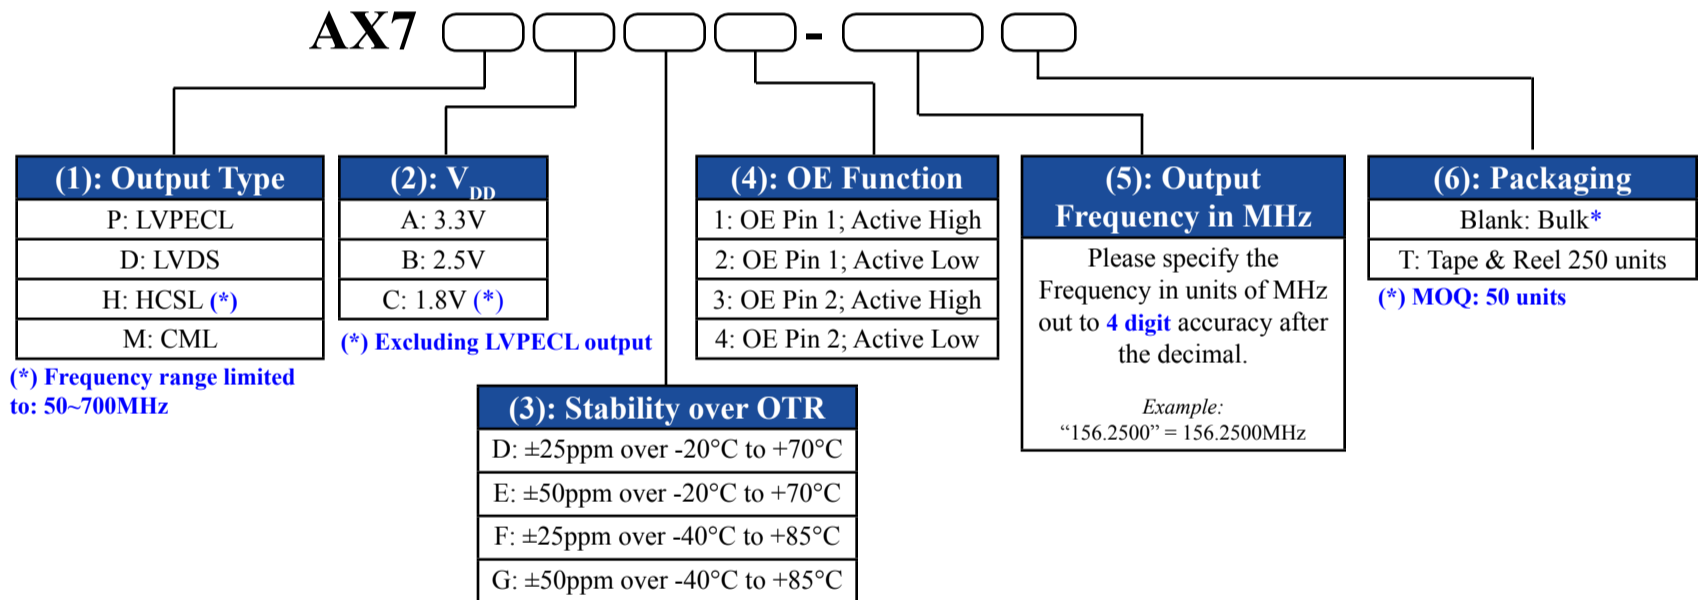 AX7 -
(1): Output Type
P: LVPECL
D: LVDS
H: HCSL (*)
M: CML
(*) Frequency range limited
to: 50~700MHz
(2): VDD
A: 3.3V
B: 2.5V
C: 1.8V (*)
(*) Excluding LVPECL output
(3): Stability over OTR
D: ±25ppm over -20°C to +70°C
E: ±50ppm over -20°C to +70°C
F: ±25ppm over -40°C to +85°C
G: ±50ppm over -40°C to +85°C
(4): OE Function
1: OE Pin 1; Active High
2: OE Pin 1; Active Low
3: OE Pin 2; Active High
4: OE Pin 2; Active Low
(5): Output
Frequency in MHz
Please specify the
Frequency in units of MHz
out to 4 digit accuracy after
the decimal.
Example:
“156.2500” = 156.2500MHz
(6): Packaging
Blank: Bulk*
T: Tape & Reel 250 units
(*) MOQ: 50 units